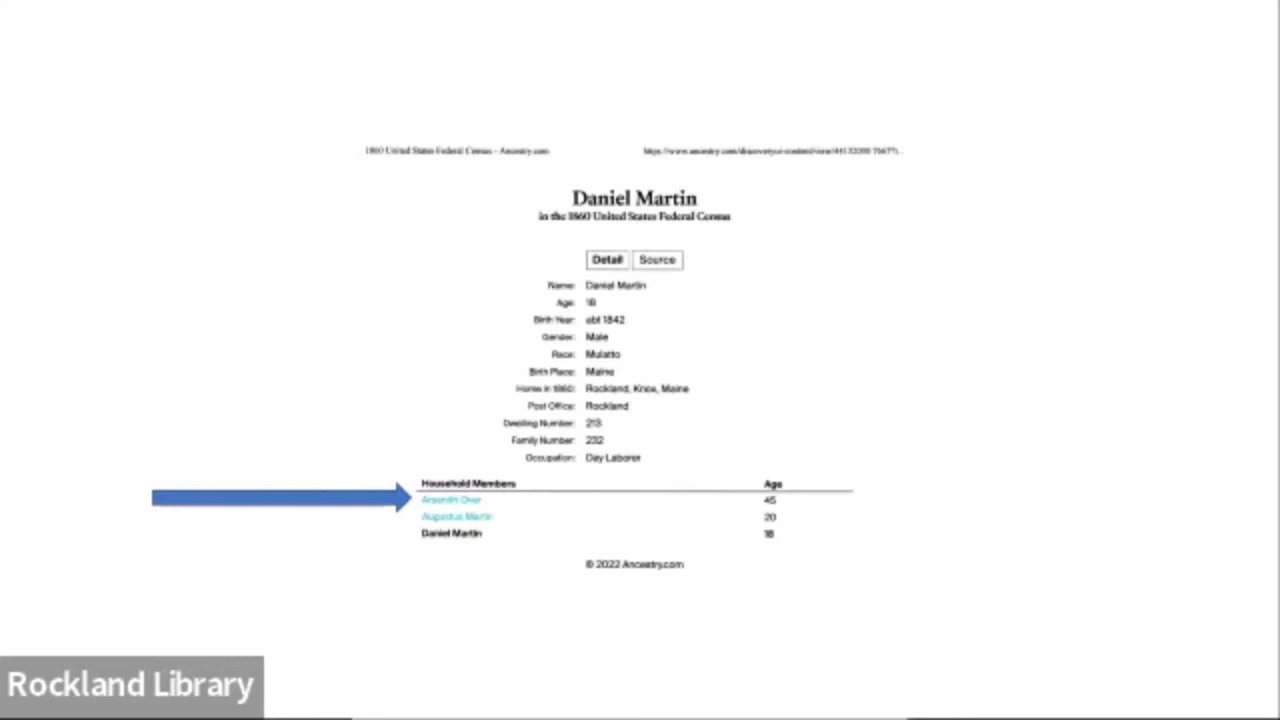 1860 United States Federal Census - Ancestry.com
Daniel Martin
in the 1860 United States Federal Census
Detail Source
Name: Daniel Martin
Age: 18
Birth Year: abt 1842
Gender: Male
Race: Mulatto
Birth Place: Maine
Home in 1860: Rockland, Knox, Maine
Post Office: Rockland
Dwelling Number: 213
Family Number: 232
Occupation: Day Laborer
Household Members Age
Over 45
Augustus Martin 20
Daniel Martin 18
© 2022 Ancestry.com
Rockland Library